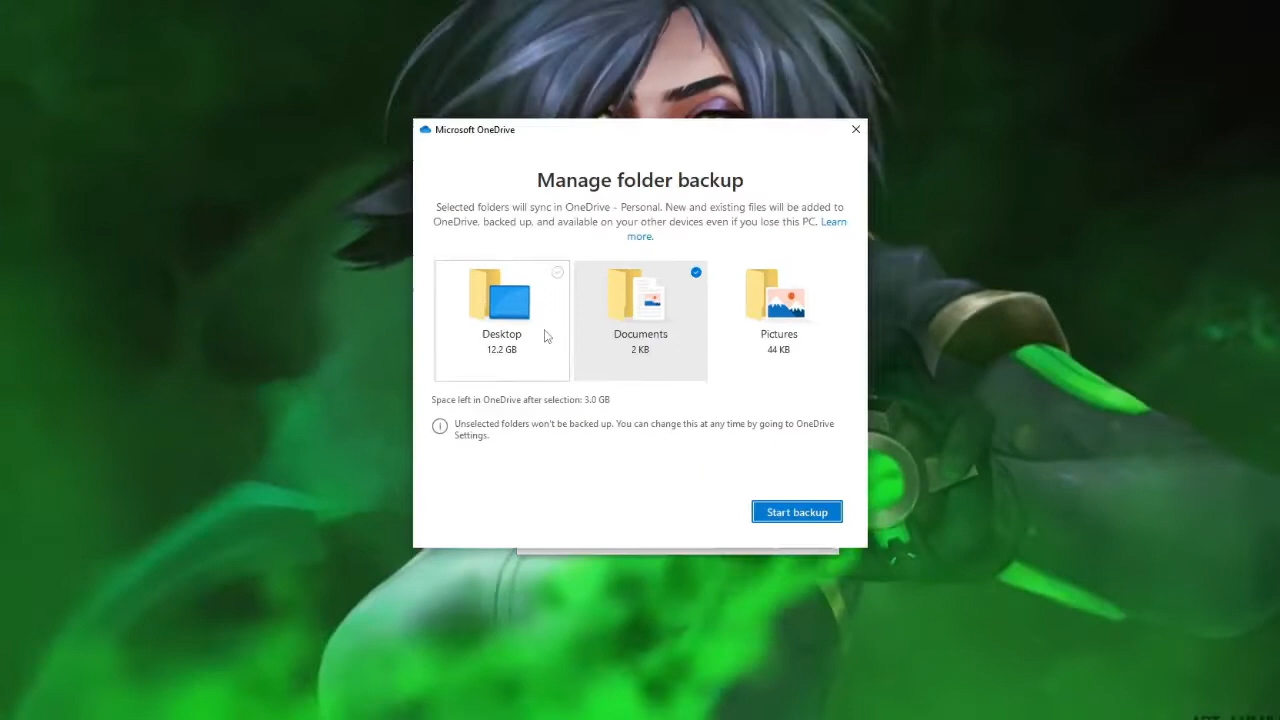 Microsoft OneDrive
Manage folder backup
Selected folders will sync in OneDrive - Personal. New and existing files will be added to
OneDrive, backed up, and available on your other devices even if you lose this PC. Learn
more.
Desktop
12.2 GB
Documents
2 KB
Pictures
44 KB
Space left in OneDrive after selection: 3.0 GB
Unselected folders won't be backed up. You can change this at any time by going to OneDrive
Settings.
Start backup